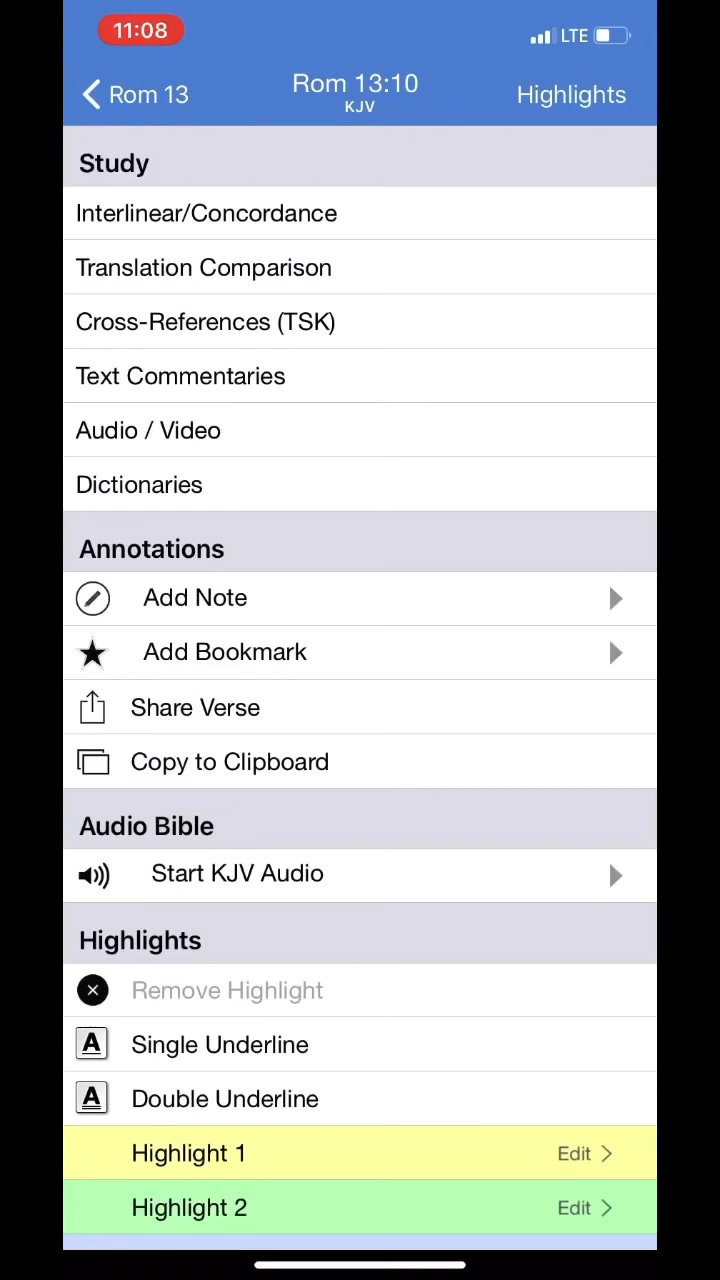 11:08
LTE
Rom 13
Rom 13:10
KJV
Highlights
Study
Interlinear/Concordance
Translation Comparison
Cross-References (TSK)
Text Commentaries
Audio / Video
Dictionaries
Annotations
Add Note
Add Bookmark
Share Verse
Copy to Clipboard
Audio Bible
Start KJV Audio
Highlights
Remove Highlight
A Single Underline
A Double Underline
Highlight 1 Edit
Highlight 2 Edit